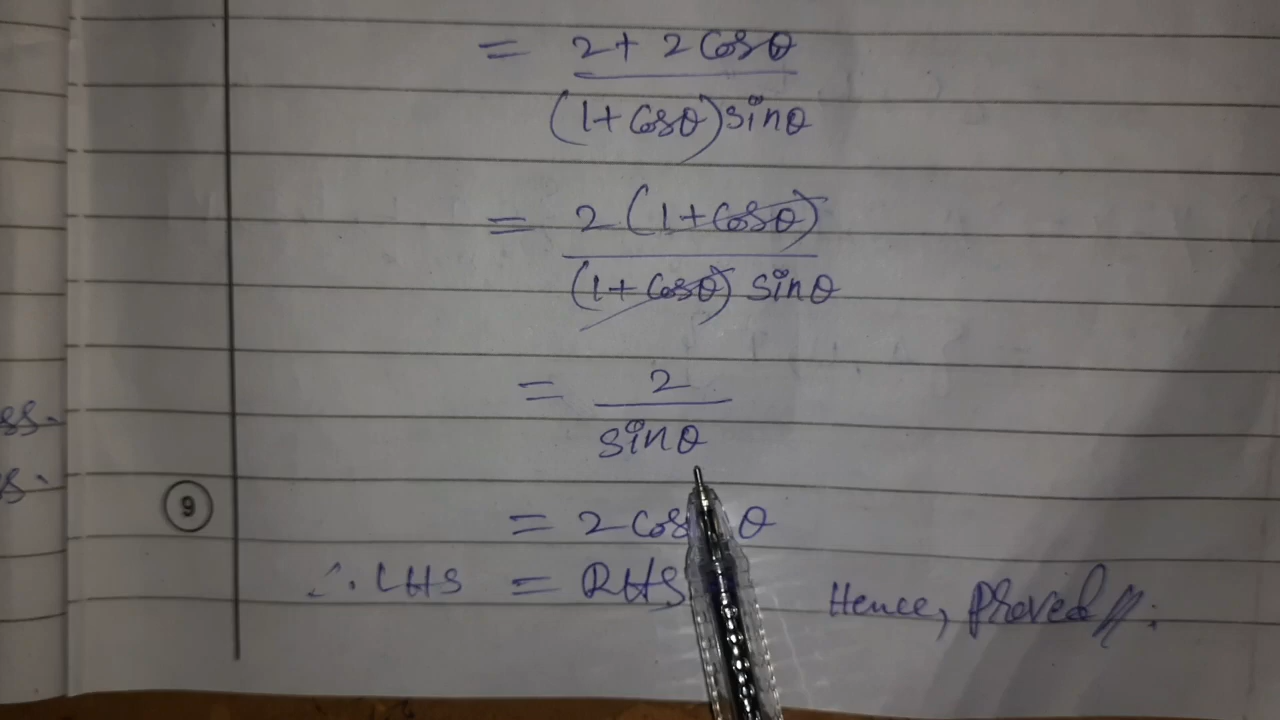 = 2 + 2 cosθ
(1 + cosθ) sinθ
= 2 (1 + cosθ)
(1 + cosθ) sinθ
= 2
sinθ
9
= 2 cos θ
∴ LHS = RHS Hence, proved